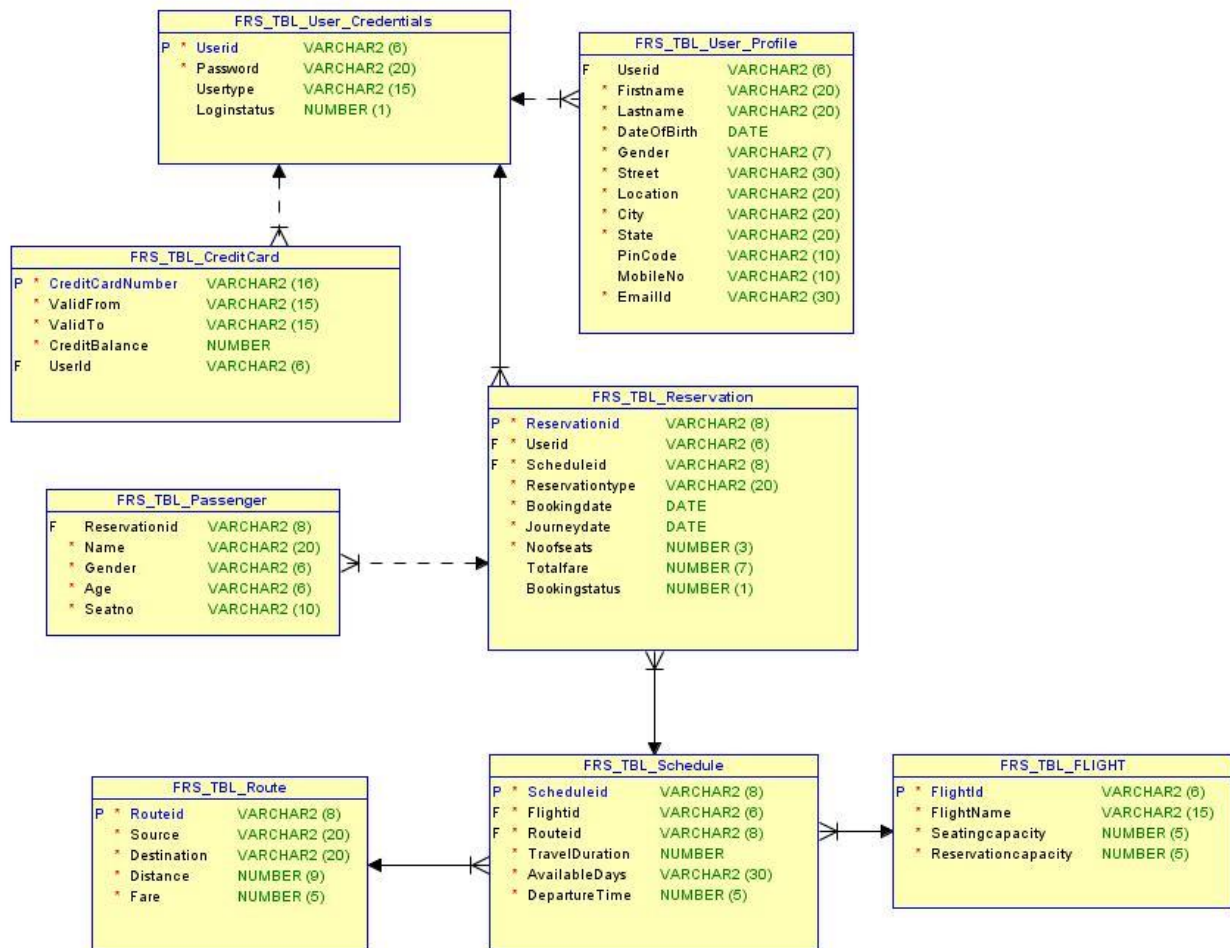 FRS_TBL_User_Credentials
P * Userid VARCHAR2 (6)
* Password VARCHAR2 (20)
Usertype VARCHAR2 (15)
Loginstatus NUMBER (1)
FRS_TBL_User_Profile
F Userid VARCHAR2 (6)
* Firstname VARCHAR2 (20)
* Lastname VARCHAR2 (20)
* DateOfBirth DATE
* Gender VARCHAR2 (7)
* Street VARCHAR2 (30)
* Location VARCHAR2 (20)
* City VARCHAR2 (20)
* State VARCHAR2 (20)
PinCode VARCHAR2 (10)
MobileNo VARCHAR2 (10)
* EmailId VARCHAR2 (30)
FRS_TBL_CreditCard
P * CreditCardNumber VARCHAR2 (16)
* ValidFrom VARCHAR2 (15)
* ValidTo VARCHAR2 (15)
* CreditBalance NUMBER
F UserId VARCHAR2 (6)
FRS_TBL_Reservation
P * Reservationid VARCHAR2 (8)
F * Userid VARCHAR2 (6)
F * Scheduleid VARCHAR2 (8)
* Reservationtype VARCHAR2 (20)
* Bookingdate DATE
* Journeydate DATE
* Noofseats NUMBER (3)
Totalfare NUMBER (7)
Bookingstatus NUMBER (1)
FRS_TBL_Passenger
F Reservationid VARCHAR2 (8)
* Name VARCHAR2 (20)
* Gender VARCHAR2 (6)
* Age VARCHAR2 (6)
* Seatno VARCHAR2 (10)
FRS_TBL_Route
P * Routeid VARCHAR2 (8)
* Source VARCHAR2 (20)
* Destination VARCHAR2 (20)
* Distance NUMBER (9)
* Fare NUMBER (5)
FRS_TBL_Schedule
P * Scheduleid VARCHAR2 (8)
F * Flightid VARCHAR2 (6)
F * Routeid VARCHAR2 (8)
* TravelDuration NUMBER
* AvailableDays VARCHAR2 (30)
* DepartureTime NUMBER (5)
FRS_TBL_FLIGHT
P * FlightId VARCHAR2 (6)
* FlightName VARCHAR2 (15)
* Seatingcapacity NUMBER (5)
* Reservationcapacity NUMBER (5)